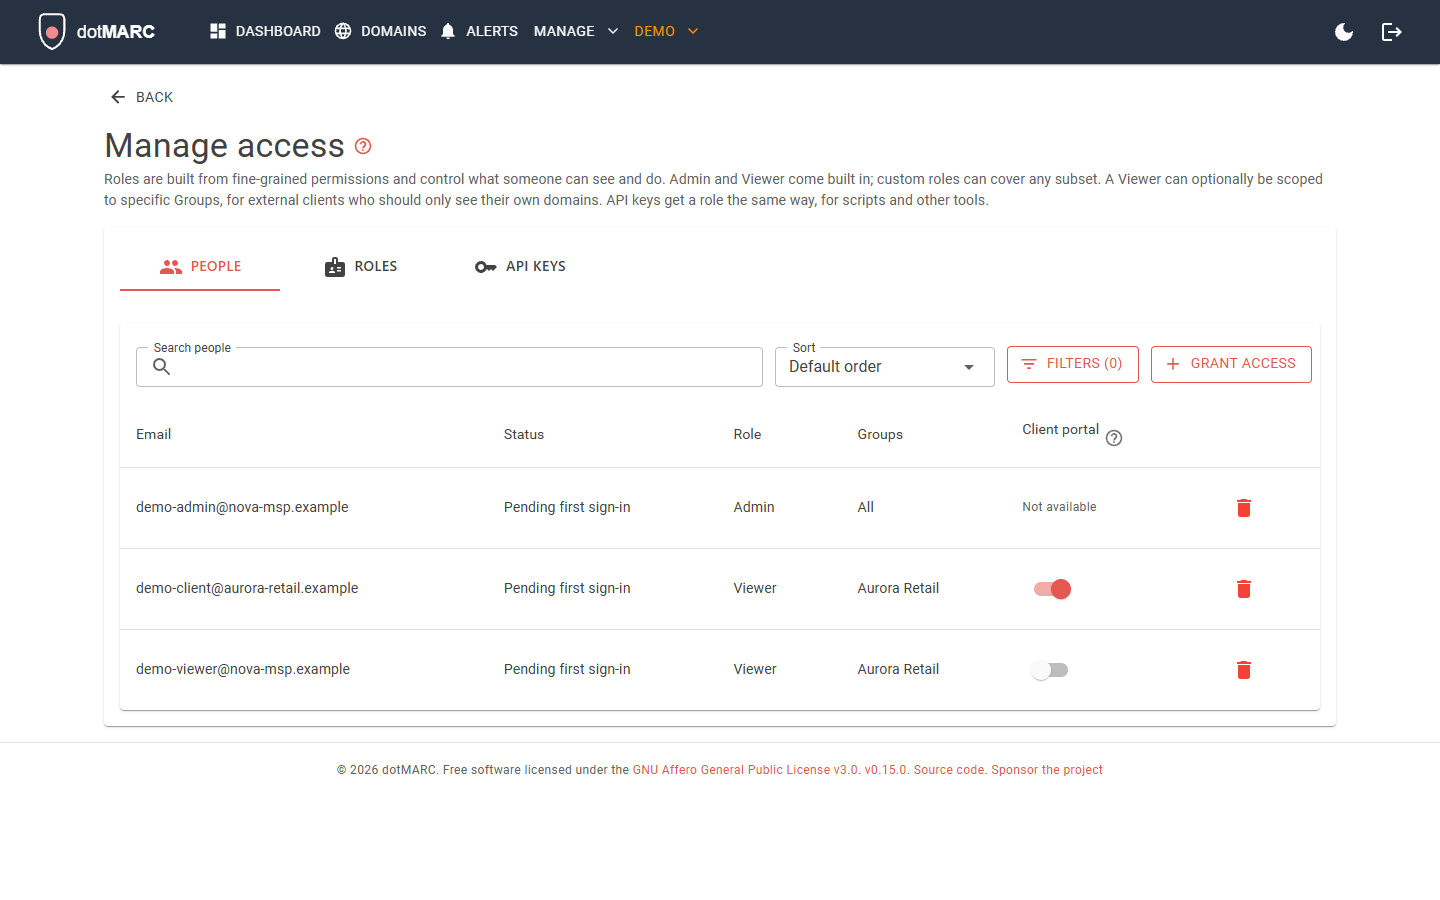 dotMARC
DASHBOARD
DOMAINS
ALERTS
MANAGE
DEMO
BACK
Manage access
Roles are built from fine-grained permissions and control what someone can see and do. Admin and Viewer come built in; custom roles can cover any subset. A Viewer can optionally be scoped
to specific Groups, for external clients who should only see their own domains. API keys get a role the same way, for scripts and other tools.
PEOPLE
ROLES
API KEYS
Search people
Sort
Default order
FILTERS (0)
GRANT ACCESS
Email Status Role Groups Client portal
demo-admin@nova-msp.example Pending first sign-in Admin All Not available
demo-client@aurora-retail.example Pending first sign-in Viewer Aurora Retail
demo-viewer@nova-msp.example Pending first sign-in Viewer Aurora Retail
© 2026 dotMARC. Free software licensed under the GNU Affero General Public License v3.0. v0.15.0. Source code. Sponsor the project